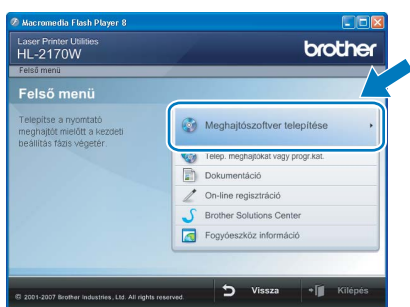 Macromedia Flash Player 8
Laser Printer Utilities
HL-2170W
brother
Felső menü
Felső menü
Telepítse a nyomtató
meghajtót mielőtt a kezdeti
beállítás fázis végetér.
Meghajtószoftver telepítése
Telep. meghajtókat vagy progr.kat.
Dokumentáció
On-line regisztráció
Brother Solutions Center
Fogyóeszköz információ
© 2001-2007 Brother Industries, Ltd. All rights reserved.
Vissza
Kilépés